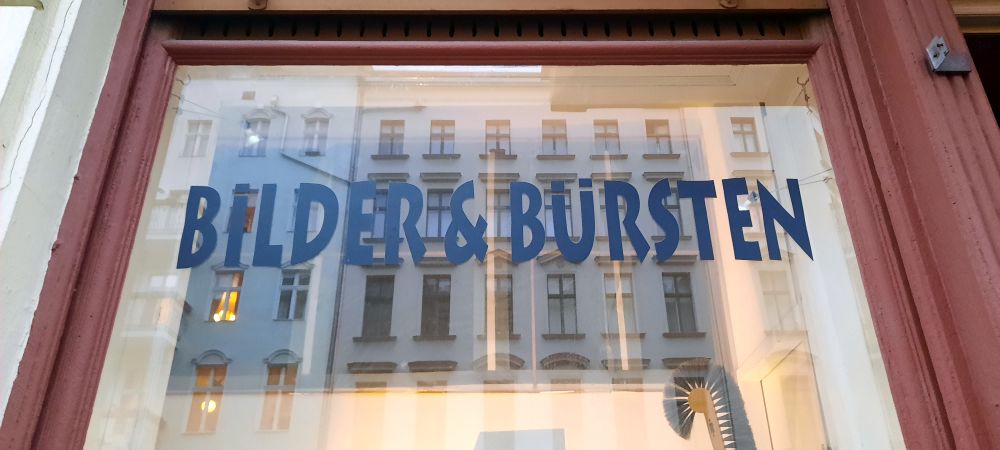 BILDER & BÜRSTEN